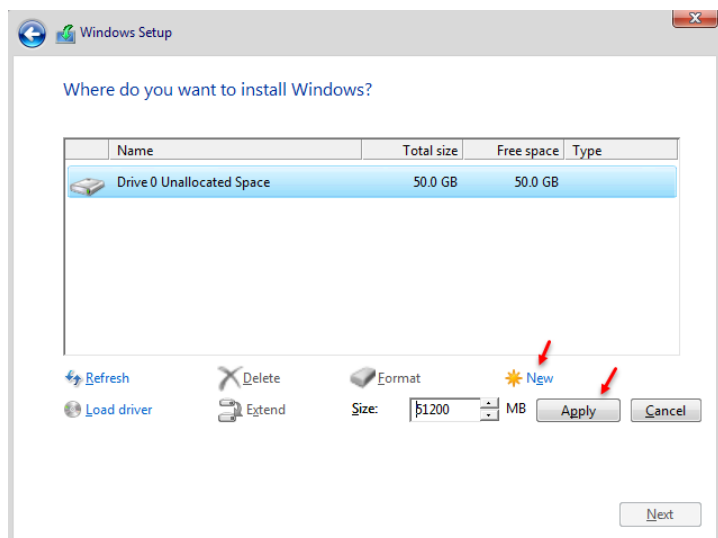 Windows Setup
Where do you want to install Windows?
Name Total size Free space Type
Drive 0 Unallocated Space 50.0 GB 50.0 GB
Refresh Delete Format New
Load driver Extend Size: 51200 MB Apply Cancel
Next